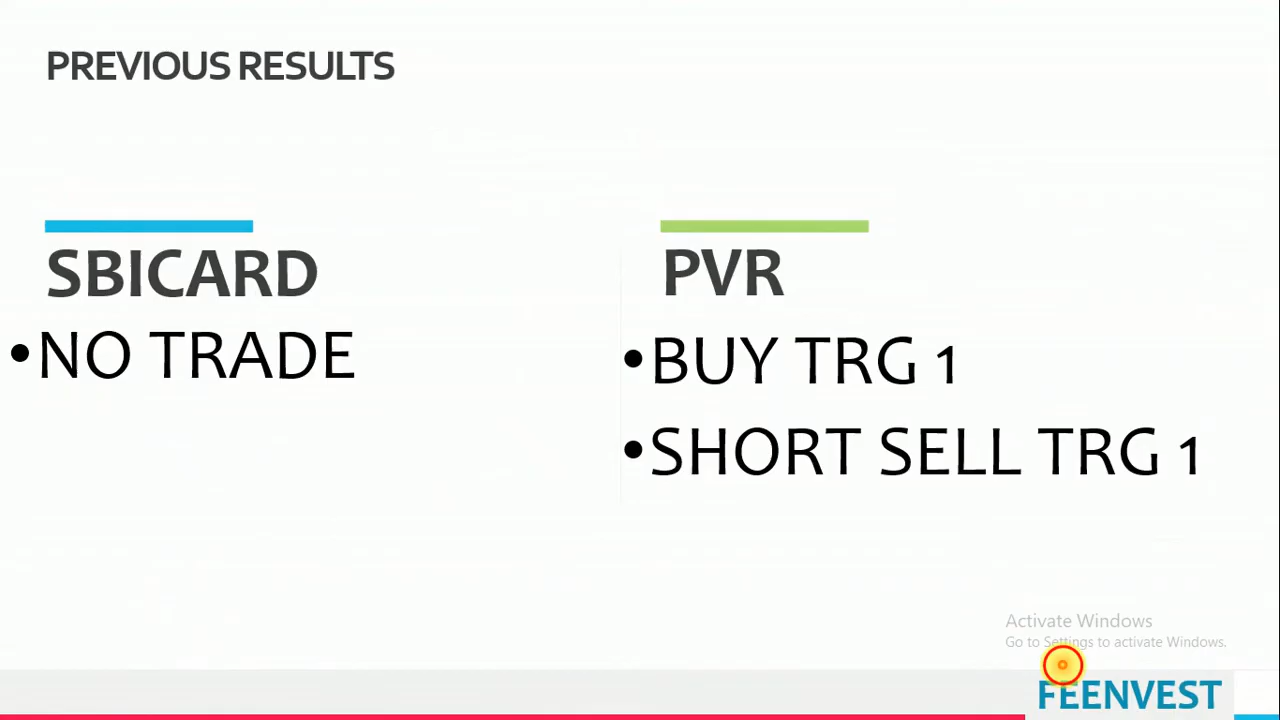 PREVIOUS RESULTS
SBICARD
•NO TRADE
PVR
•BUY TRG 1
•SHORT SELL TRG 1
Activate Windows
Go to Settings to activate Windows.
FEENVEST